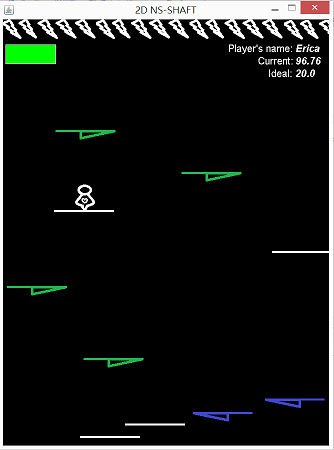 2D NS-SHAFT
Player's name: Erica
Current: 96.76
Ideal: 20.0